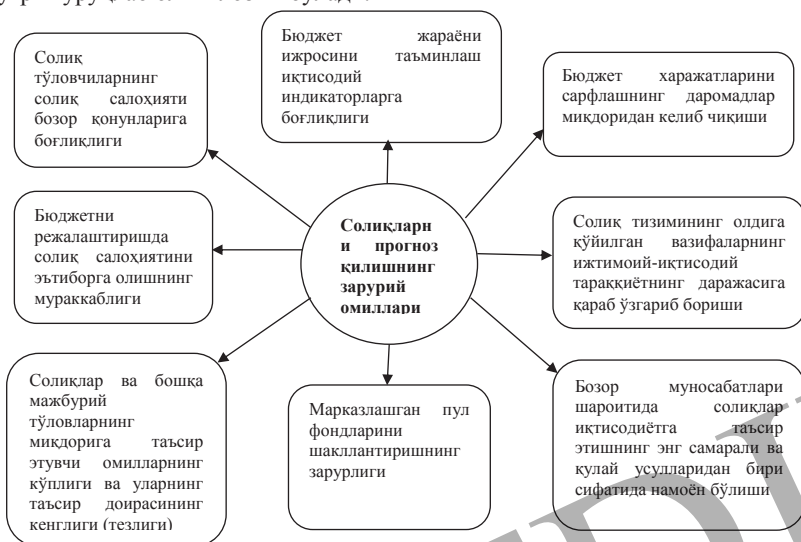 Солиқ
тўловчиларнинг
солиқ салоҳияти
бозор қонунларига
боғлиқлиги
Бюджет жараёни
ижросини таъминлаш
иқтисодий
индикаторларга
боғлиқлиги
Бюджет харажатларини
сарфлашнинг даромадлар
миқдоридан келиб чиқиши
Бюджетни
режалаштиришда
солиқ салоҳиятини
эътиборга олишнинг
мураккаблиги
Солиқларн
и прогноз
қилишнинг
зарурий
омиллари
Солиқ тизимининг олдига
қўйилган вазифаларнинг
ижтимоий-иқтисодий
тараққиётнинг даражасига
қараб ўзгариб бориши
Солиқлар ва бошқа
мажбурий
тўловларнинг
миқдорига таъсир
этувчи омилларнинг
кўплиги ва уларнинг
таъсир доирасининг
кенглиги (тезлиги)
Марказлашган пул
фондларини
шакллантиришнинг
зарурлиги
Бозор муносабатлари
шароитида солиқлар
иқтисодиётга таъсир
этишнинг энг самарали ва
қулай усулларидан бири
сифатида намоён бўлиши